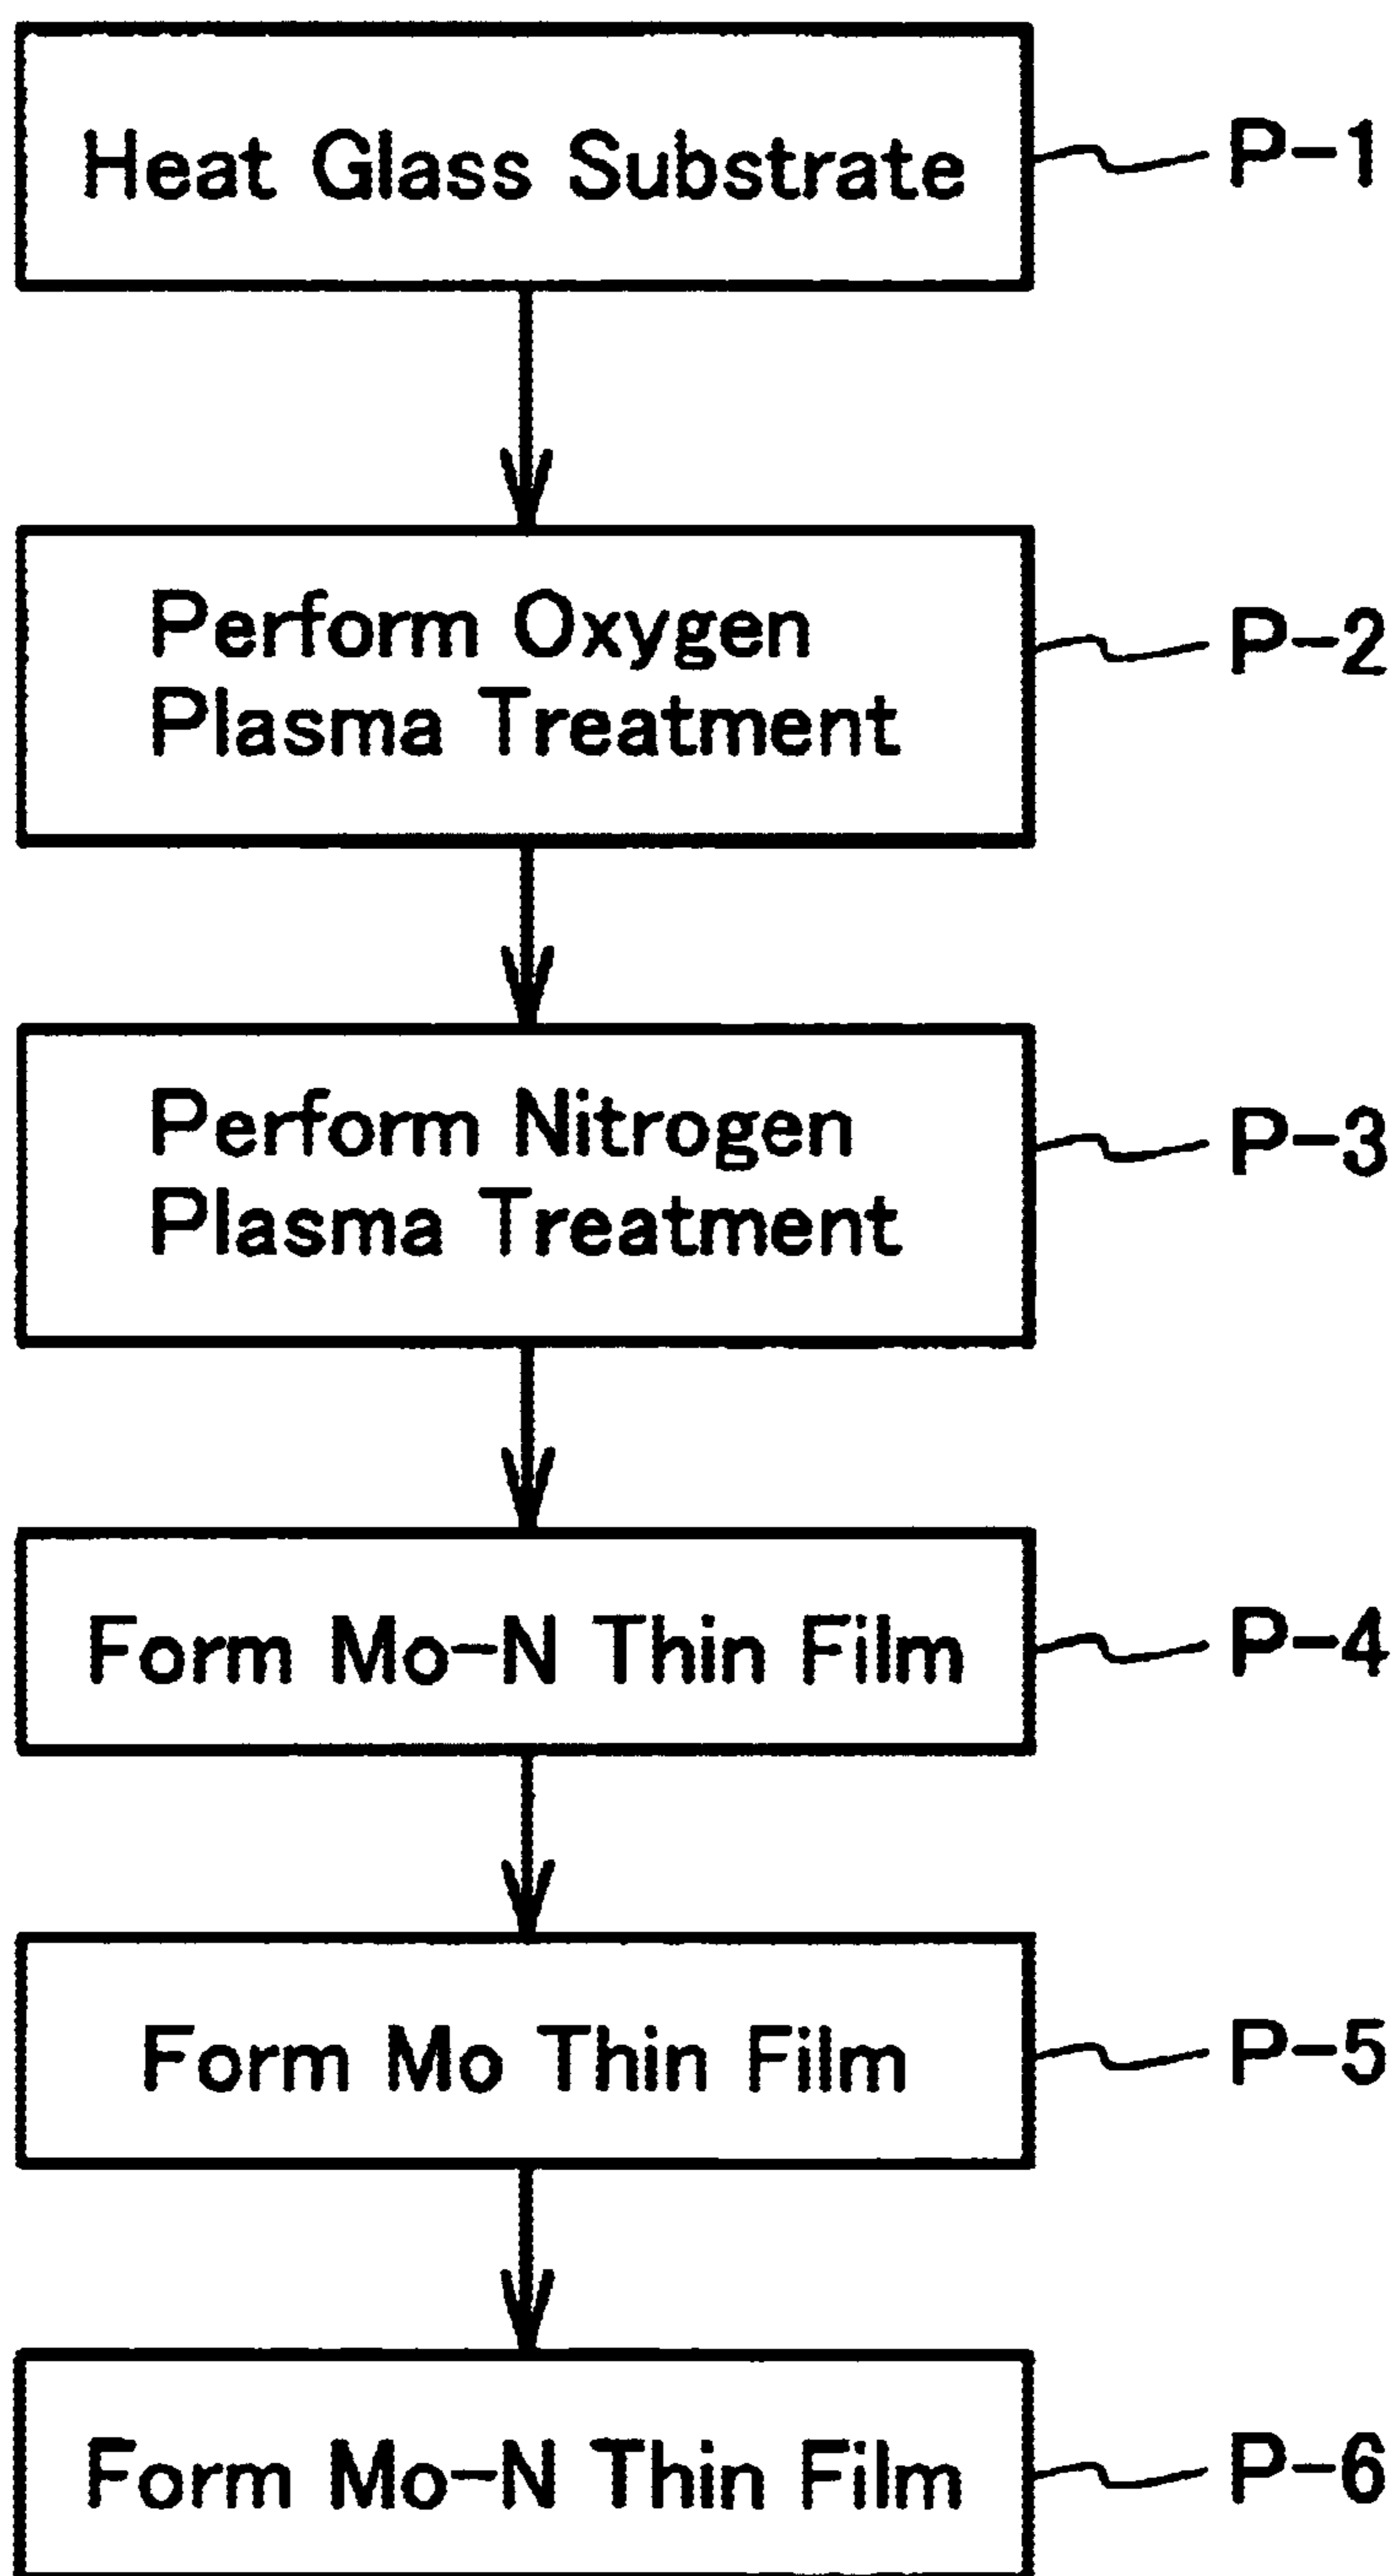 Heat Glass Substrate
P-1
Perform Oxygen
Plasma Treatment
P-2
Perform Nitrogen
Plasma Treatment
P-3
Form Mo-N Thin Film
P-4
Form Mo Thin Film
P-5
Form Mo-N Thin Film
P-6